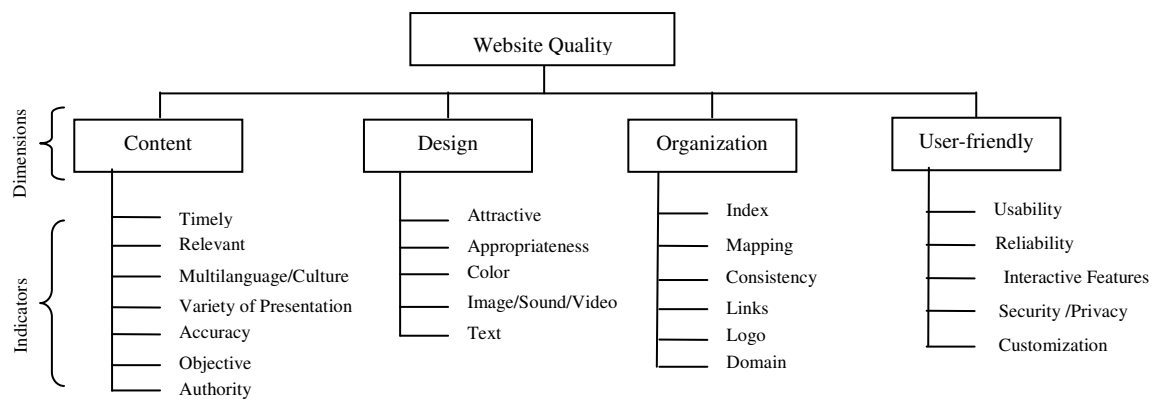 Website Quality
Dimensions
Content
Design
Organization
User-friendly
Indicators
Timely
Relevant
Multilanguage/Culture
Variety of Presentation
Accuracy
Objective
Authority
Attractive
Appropriateness
Color
Image/Sound/Video
Text
Index
Mapping
Consistency
Links
Logo
Domain
Usability
Reliability
Interactive Features
Security /Privacy
Customization